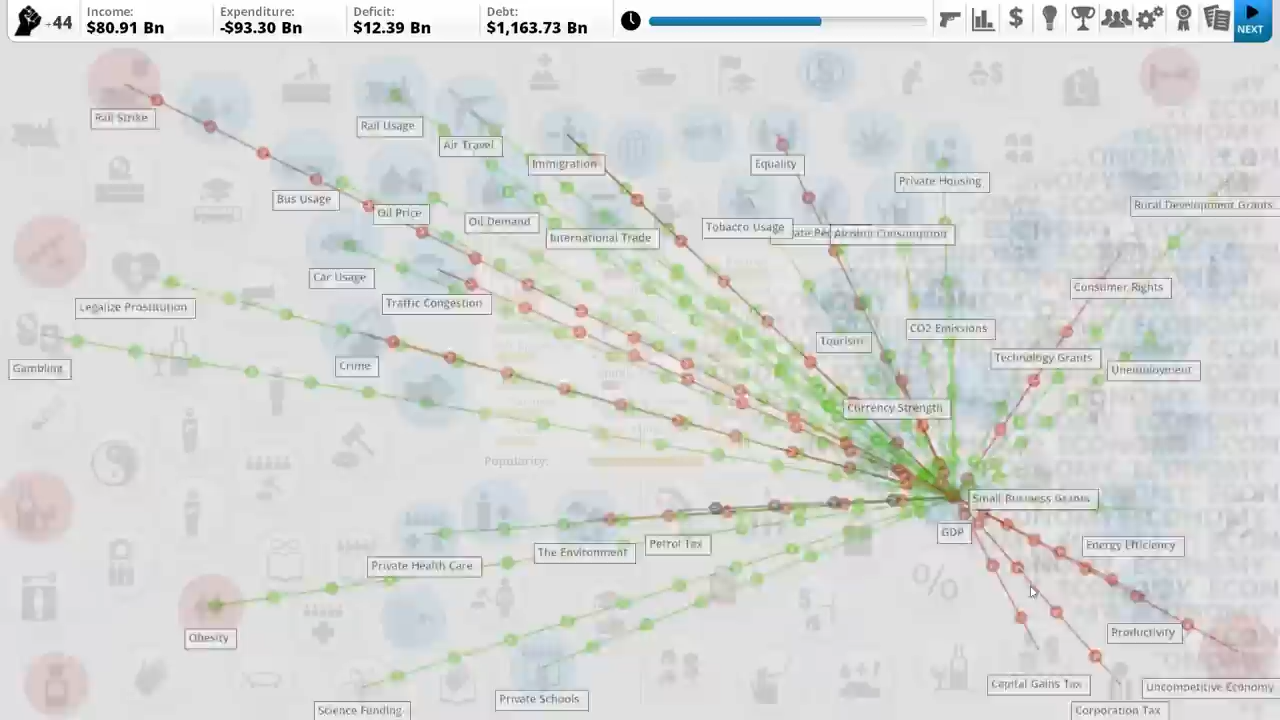 +44
Income:
$80.91 Bn
Expenditure:
-$93.30 Bn
Deficit:
$12.39 Bn
Debt:
$1,163.73 Bn
NEXT
Rail Strike
Rail Usage
Air Travel
Immigration
Equality
Private Housing
Bus Usage
Oil Price
Oil Demand
International Trade
Tobacco Usage
Alcohol Consumption
Rural Development Grants
Car Usage
Traffic Congestion
Consumer Rights
Legalize Prostitution
Tourism
CO2 Emissions
Technology Grants
Unemployment
Gambling
Crime
Currency Strength
Popularity:
Small Business Grants
GDP
Petrol Tax
The Environment
Energy Efficiency
Private Health Care
Obesity
Productivity
Capital Gains Tax
Uncompetitive Economy
Private Schools
Science Funding
Corporation Tax